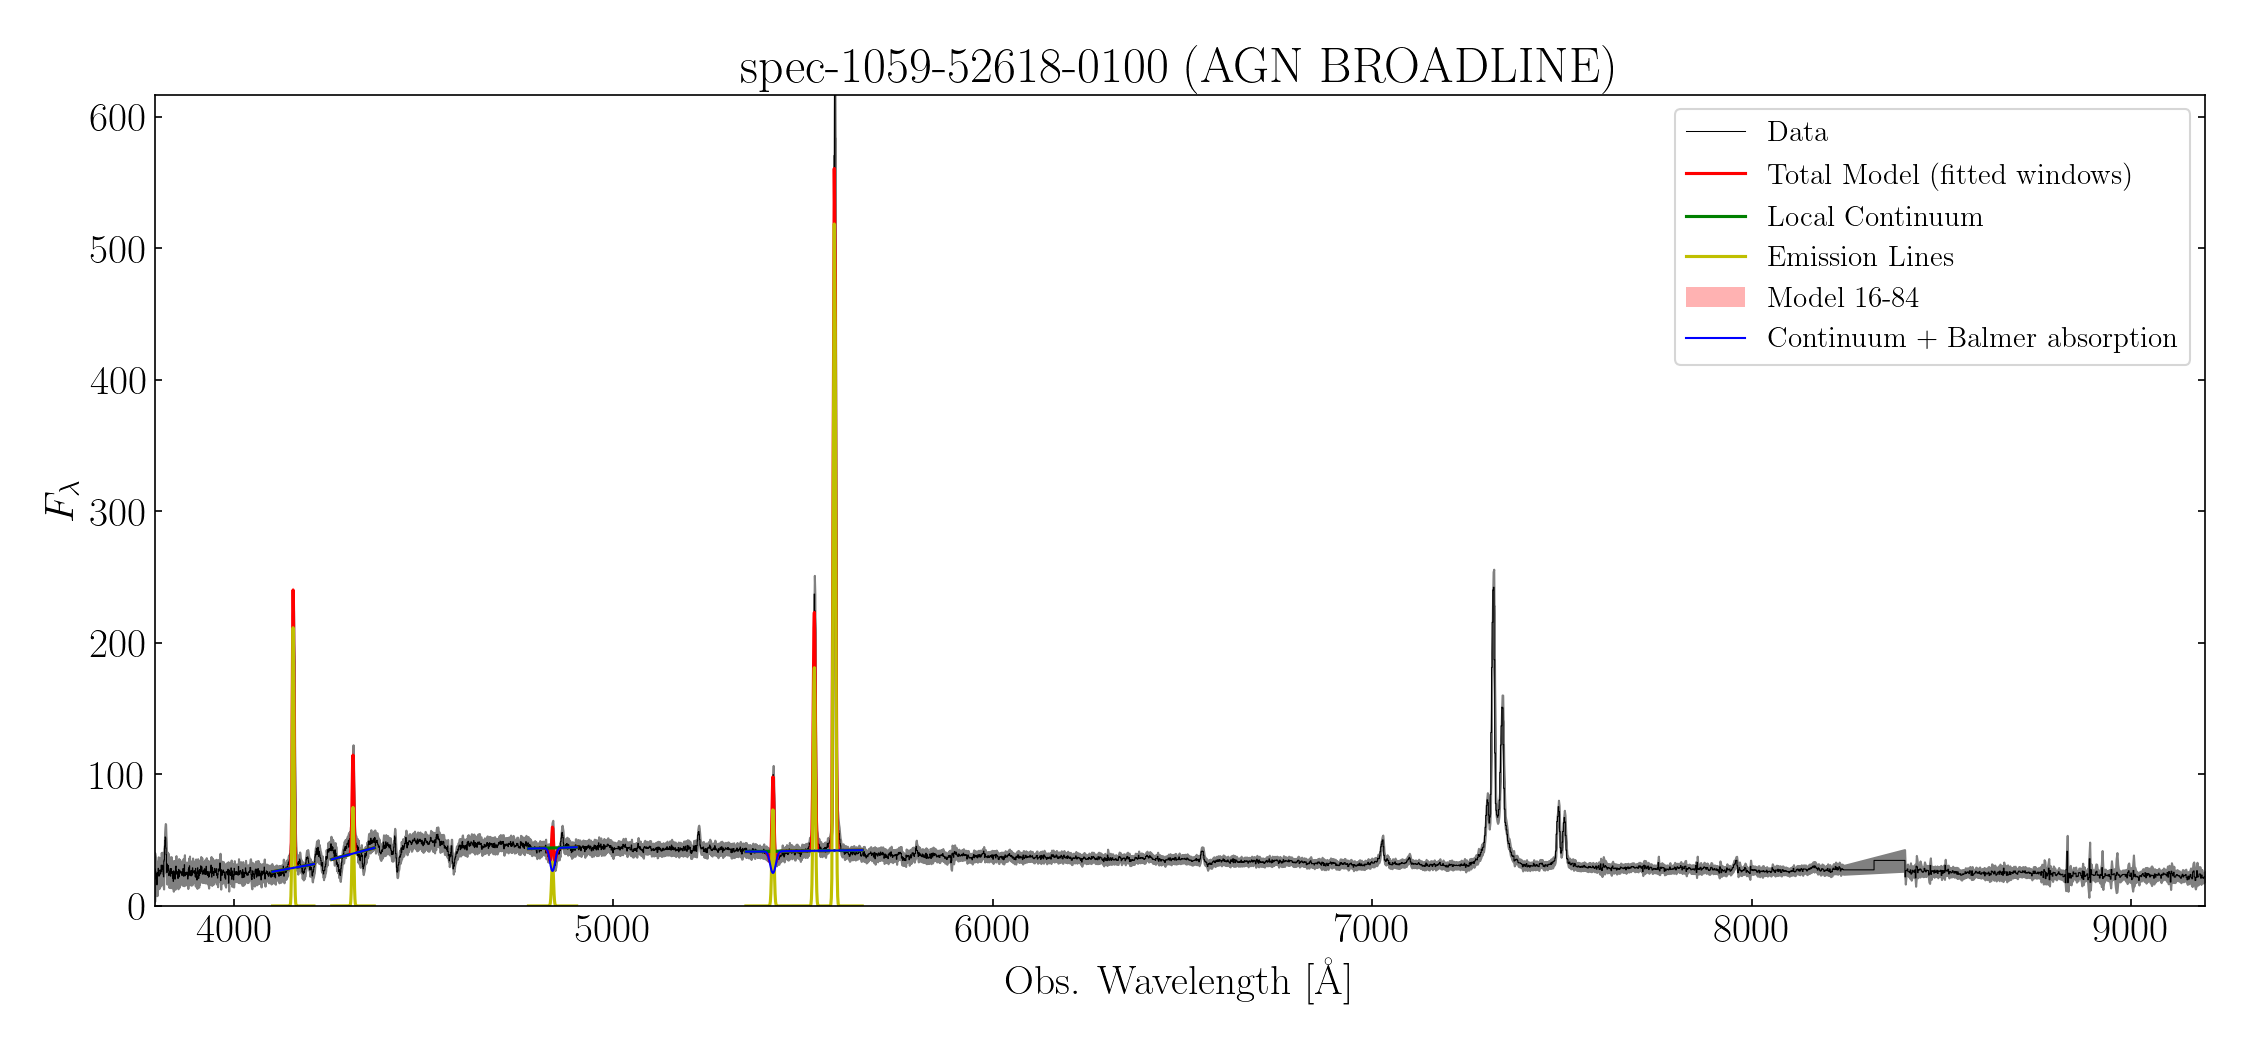 spec-1059-52618-0100 (AGN BROADLINE)
600
500
400
300
200
100
0
F_λ
Data
Total Model (fitted windows)
Local Continuum
Emission Lines
Model 16-84
Continuum + Balmer absorption
4000 5000 6000 7000 8000 9000
Obs. Wavelength [Å]